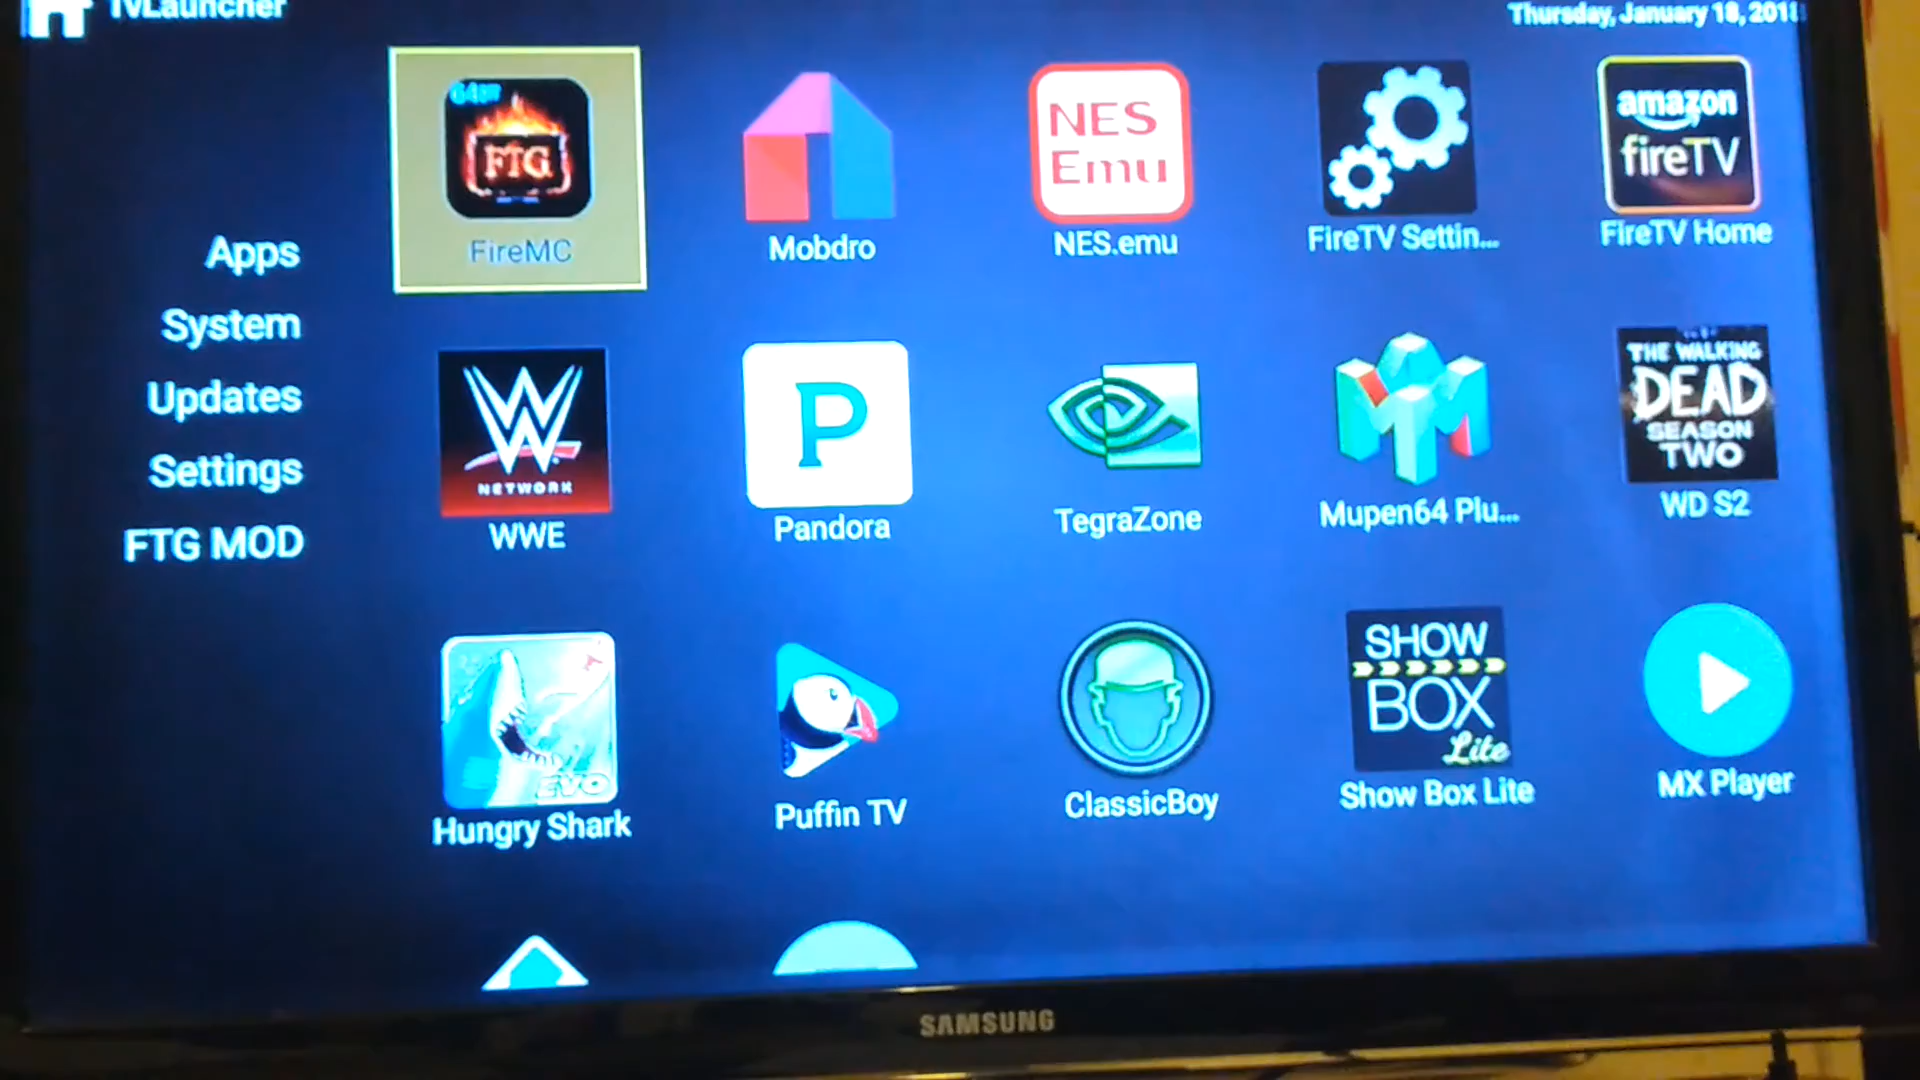 TvLauncher
Thursday, January 18, 2018
Apps
System
Updates
Settings
FTG MOD
64BIT
FTG
FireMC
Mobdro
NES
Emu
NES.emu
FireTV Settin...
amazon
fireTV
FireTV Home
W
NETWORK
WWE
P
Pandora
TegraZone
Mupen64 Plu...
THE WALKING
DEAD
SEASON
TWO
WD S2
EVO
Hungry Shark
Puffin TV
ClassicBoy
SHOW
BOX
Lite
Show Box Lite
MX Player
SAMSUNG